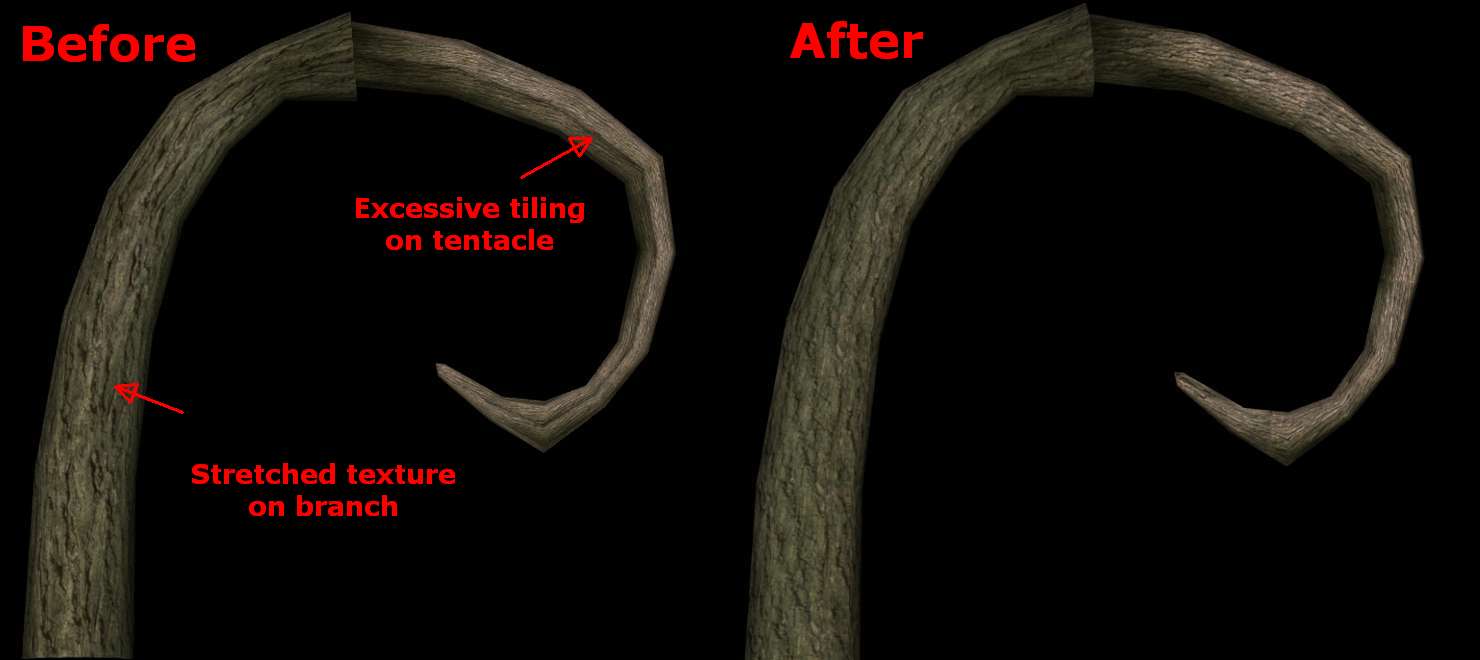 Before
After
Excessive tiling
on tentacle
Stretched texture
on branch